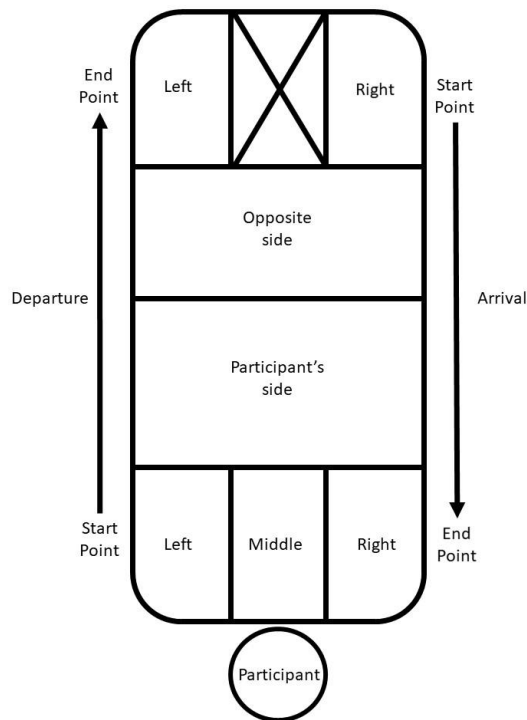 End
Point
Left
Right
Start
Point
Opposite
side
Departure
Arrival
Participant's
side
Start
Point
Left
Middle
Right
End
Point
Participant